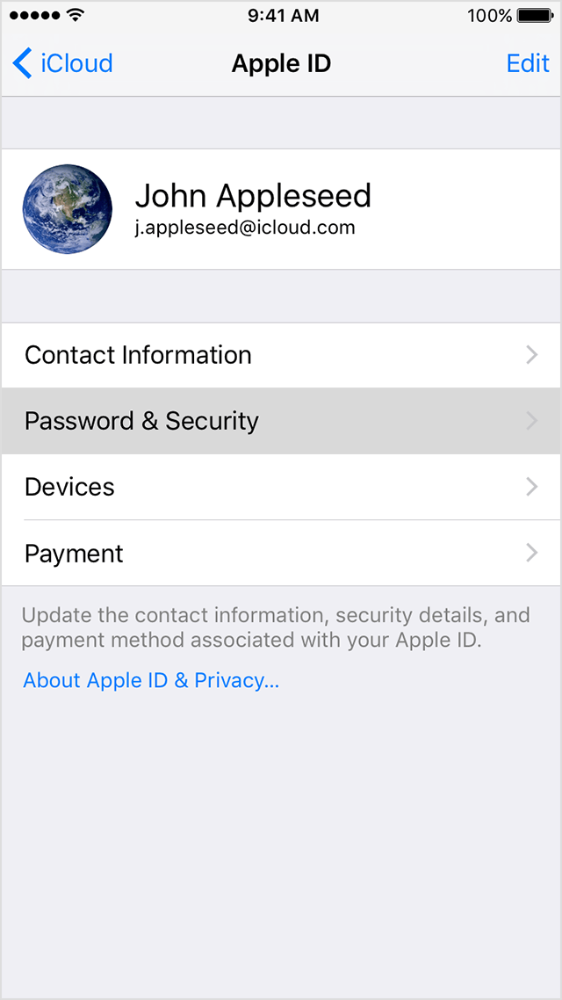 9:41 AM
100%
iCloud
Apple ID
Edit
John Appleseed
j.appleseed@icloud.com
Contact Information
Password & Security
Devices
Payment
Update the contact information, security details, and
payment method associated with your Apple ID.
About Apple ID & Privacy...